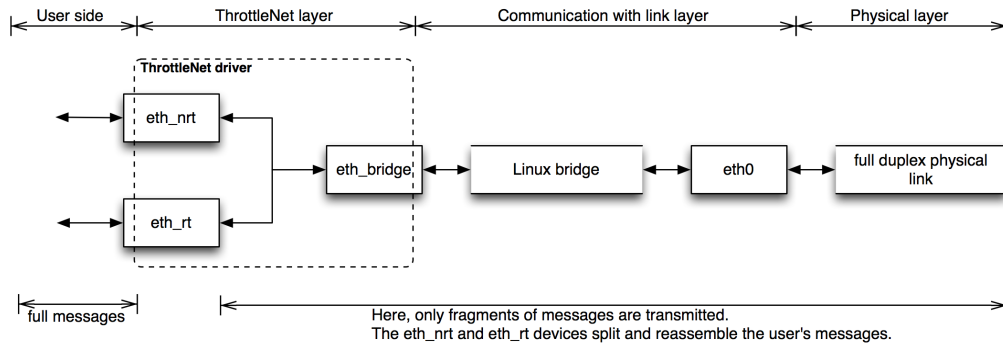 User side
ThrottleNet layer
Communication with link layer
Physical layer
ThrottleNet driver
eth_nrt
eth_bridge
Linux bridge
eth0
full duplex physical
link
eth_rt
full messages
Here, only fragments of messages are transmitted.
The eth_nrt and eth_rt devices split and reassemble the user's messages.